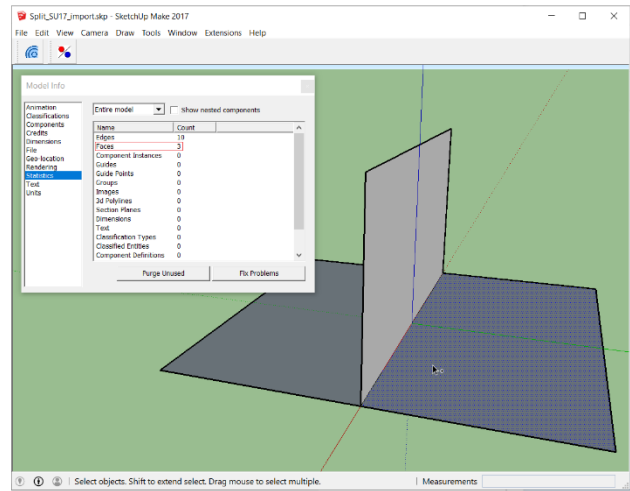 Split_SU17_import.skp - SketchUp Make 2017
File Edit View Camera Draw Tools Window Extensions Help
Model Info
Animation
Classifications
Components
Credits
Dimensions
File
Geo-location
Rendering
Statistics
Text
Units
Entire model Show nested components
Name Count
Edges 10
Faces 3
Component Instances 0
Guides 0
Guide Points 0
Groups 0
Images 0
3d Polylines 0
Section Planes 0
Dimensions 0
Text 0
Classification Types 0
Classified Entities 0
Component Definitions 0
Purge Unused Fix Problems
Select objects. Shift to extend select. Drag mouse to select multiple. Measurements